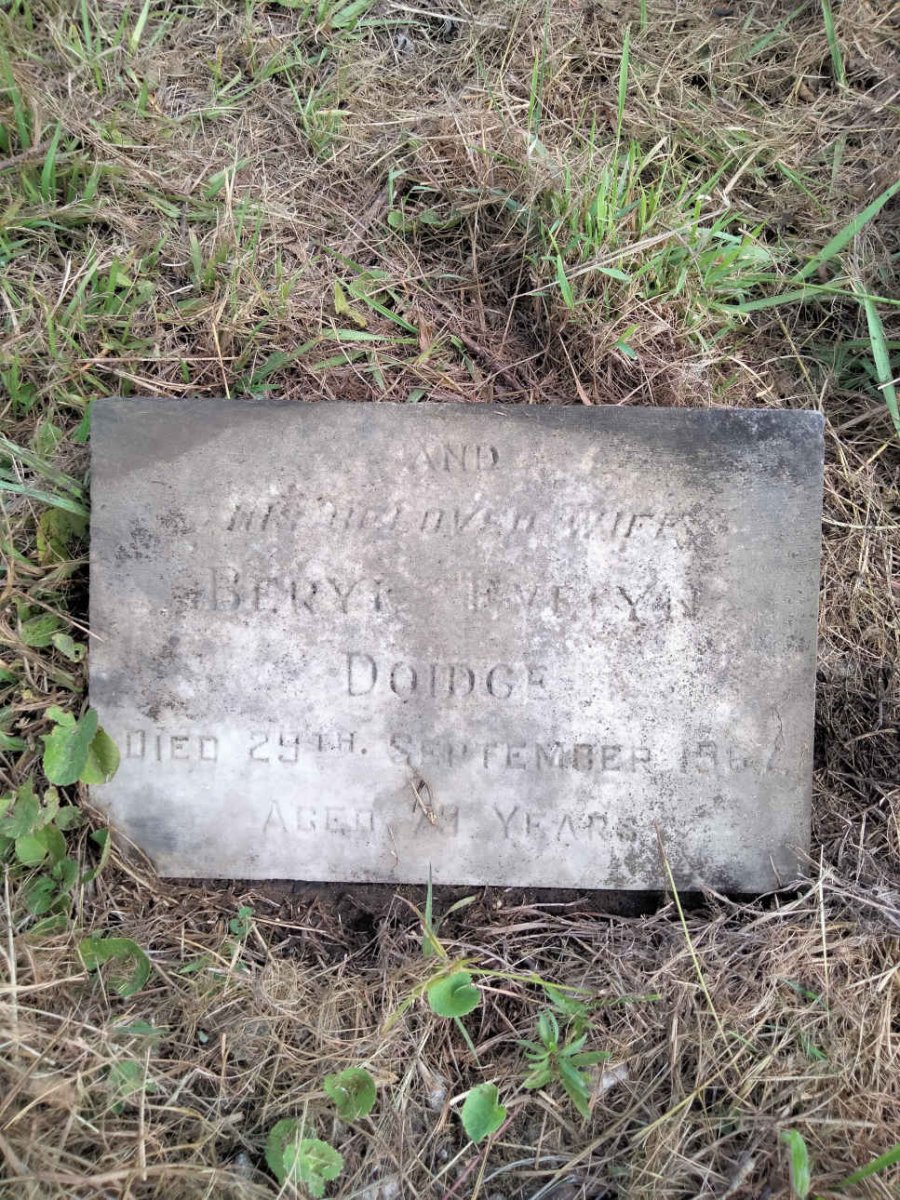 AND
HIS BELOVED WIFE
BERYL EVELYN
DOIDGE
DIED 29TH. SEPTEMBER
AGED YEARS